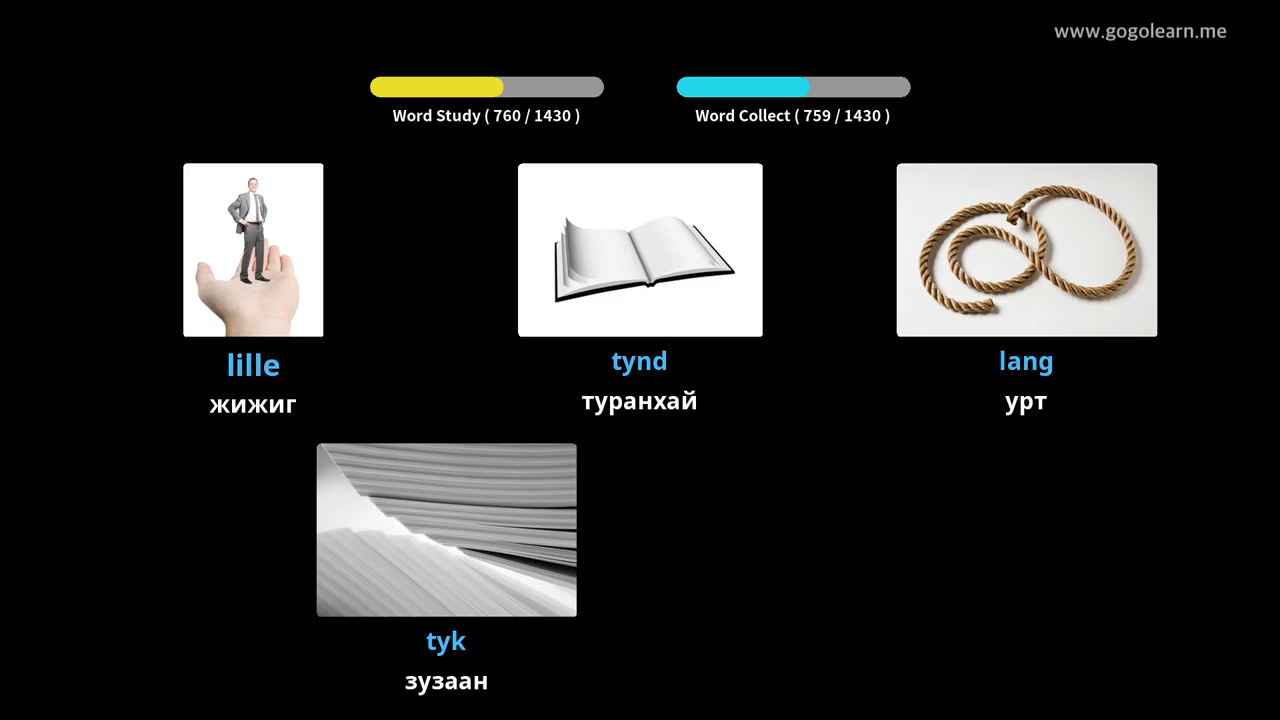 www.gogolearn.me
Word Study ( 760 / 1430 )
Word Collect ( 759 / 1430 )
lille
жижиг
tynd
туранхай
lang
урт
tyk
зузаан